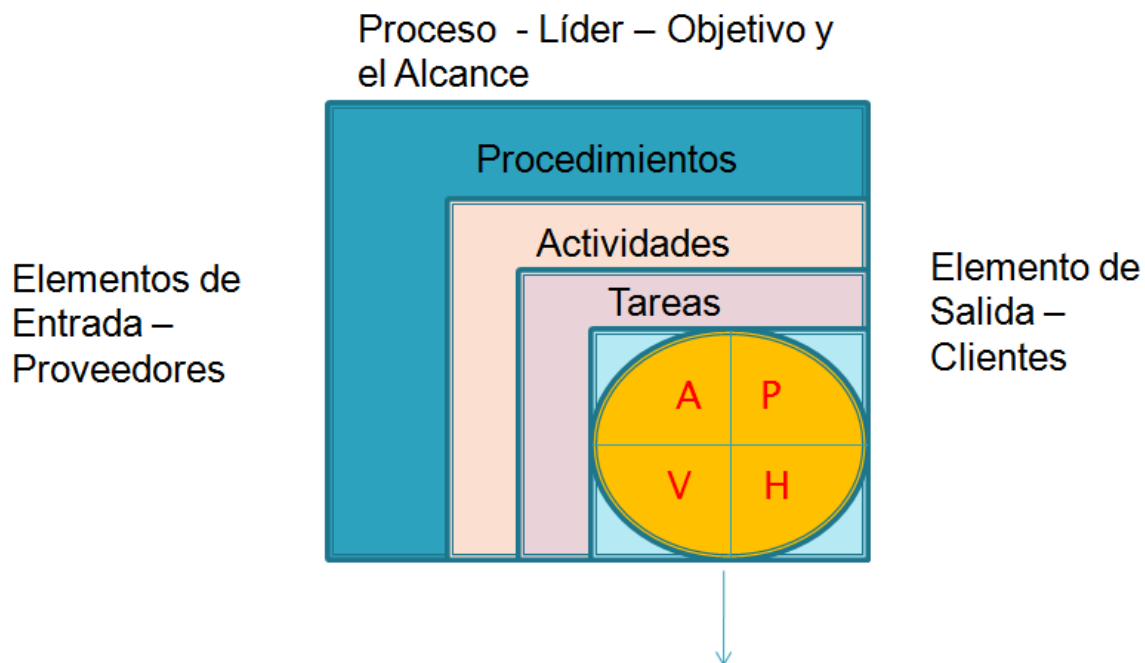 Proceso - Líder – Objetivo y
el Alcance
Procedimientos
Actividades
Tareas
Elementos de
Entrada –
Proveedores
Elemento de
Salida –
Clientes
A P
V H